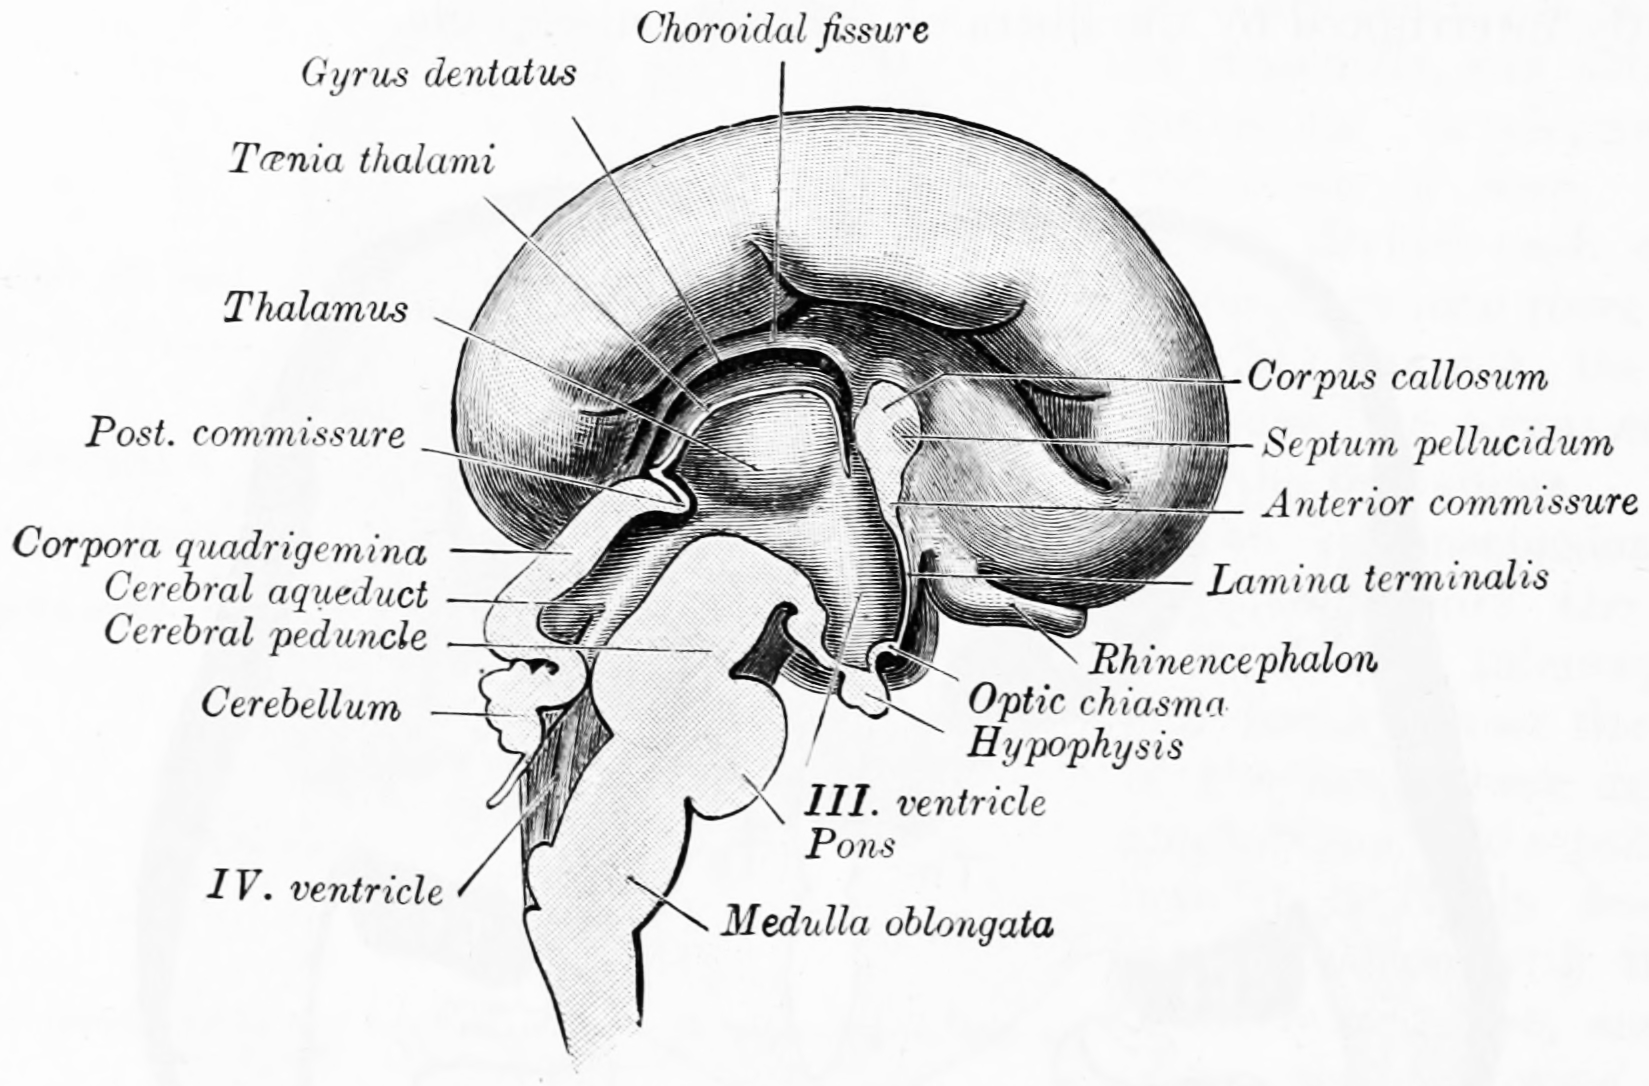 Choroidal fissure
Gyrus dentatus
Tænia thalami
Thalamus
Post. commissure
Corpora quadrigemina
Cerebral aqueduct
Cerebral peduncle
Cerebellum
IV. ventricle
Corpus callosum
Septum pellucidum
Anterior commissure
Lamina terminalis
Rhinencephalon
Optic chiasma
Hypophysis
III. ventricle
Pons
Medulla oblongata